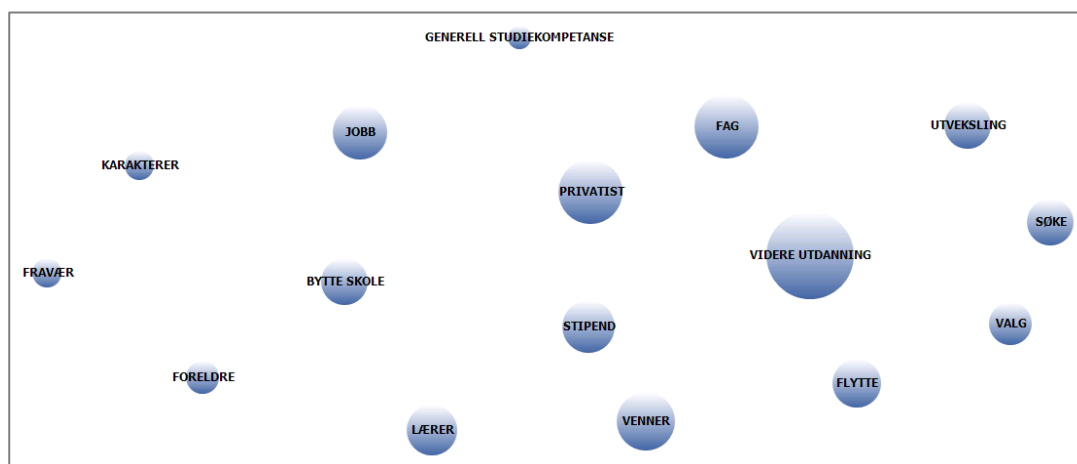 GENERELL STUDIEKOMPETANSE
JOBB
FAG
UTVEKSLING
KARAKTERER
PRIVATIST
SØKE
VIDERE UTDANNING
FRAVÆR
BYTTE SKOLE
STIPEND
VALG
FORELDRE
FLYTTE
LÆRER
VENNER